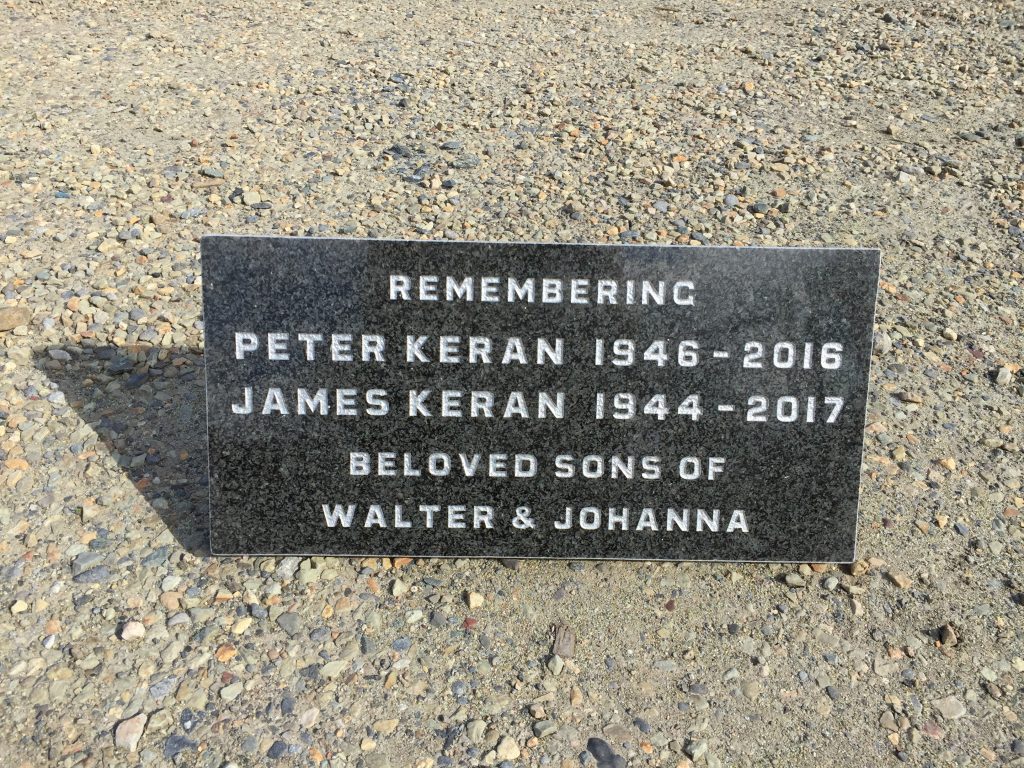 REMEMBERING
PETER KERAN 1946 - 2016
JAMES KERAN 1944 - 2017
BELOVED SONS OF
WALTER & JOHANNA